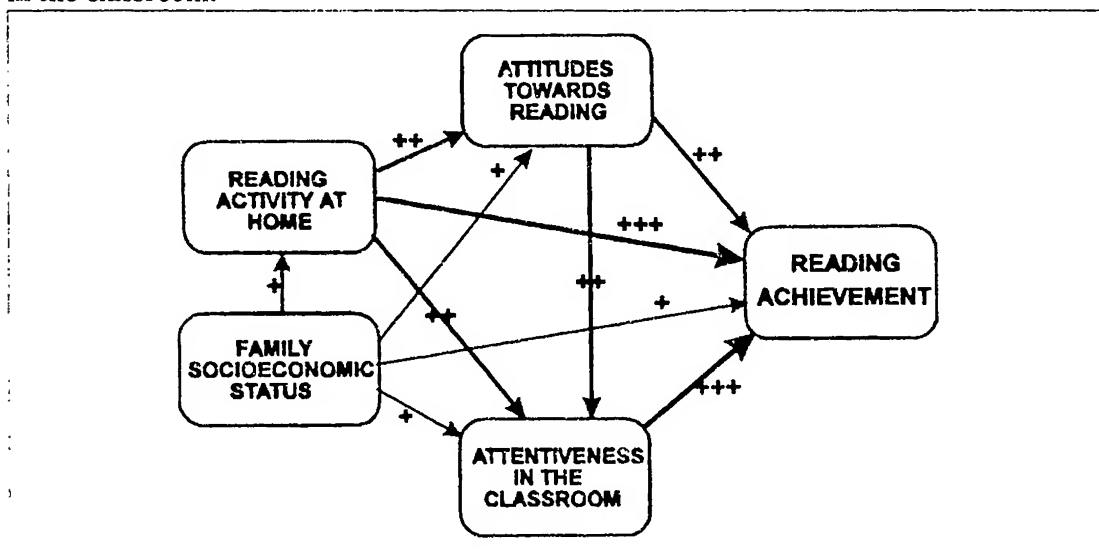 ATTITUDES
TOWARDS
READING
++
++
+
READING
ACTIVITY AT
HOME
+++
READING
ACHIEVEMENT
++
+
+
++
FAMILY
SOCIOECONOMIC
STATUS
+++
+
ATTENTIVENESS
IN THE
CLASSROOM